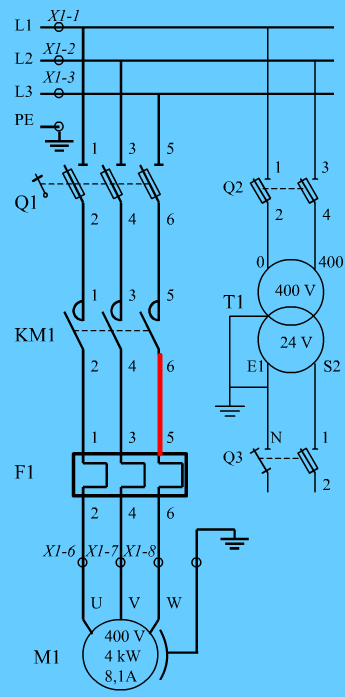 L1 X1-1
L2 X1-2
L3 X1-3
PE
1 3 5 1 3
Q1 Q2
2 4 6 2 4
0 400
1 3 5 T1 400 V
KM1 24 V
2 4 6 E1 S2
1 3 5 N 1
F1 Q3
2 4 6 2
X1-6 X1-7 X1-8
U V W
M1 400 V
4 kW
8,1A